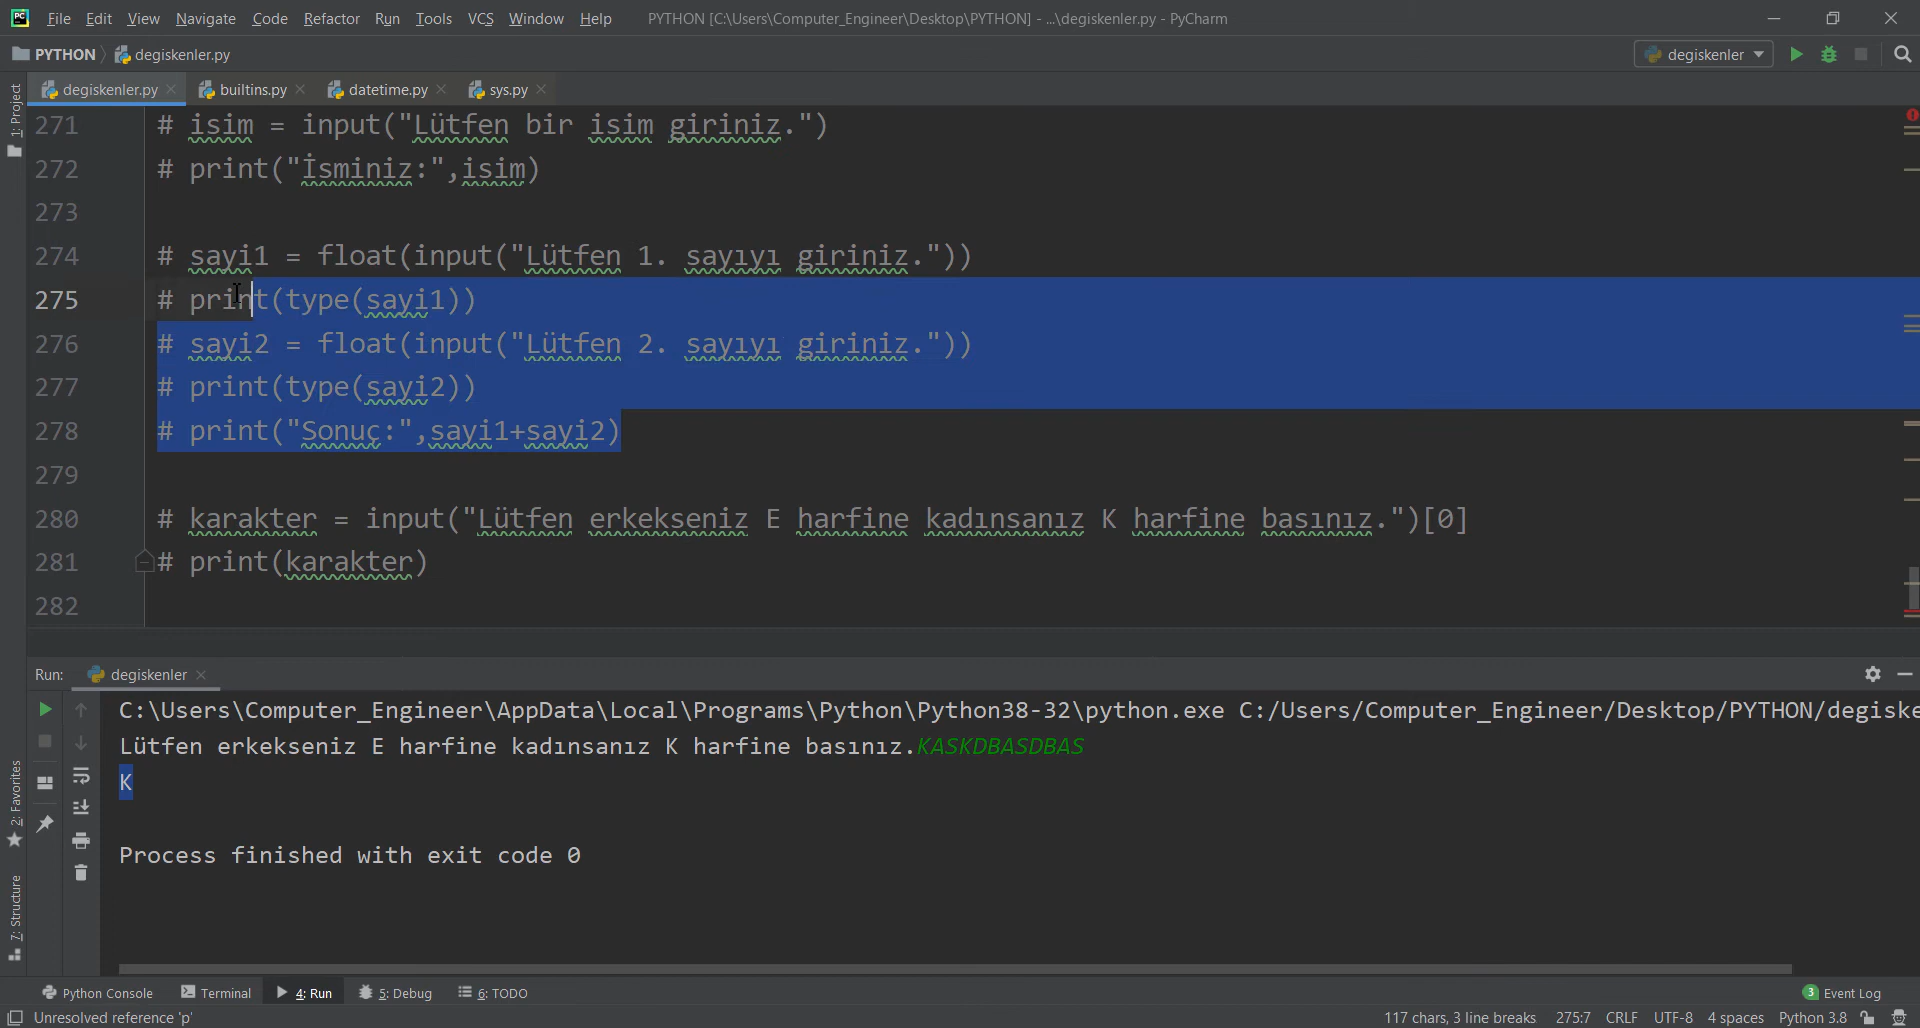 File Edit View Navigate Code Refactor Run Tools VCS Window Help PYTHON [C:\Users\Computer_Engineer\Desktop\PYTHON] - ...\degiskenler.py - PyCharm
PYTHON degiskenler.py degiskenler
degiskenler.py builtins.py datetime.py sys.py
1: Project
271 # isim = input("Lütfen bir isim giriniz.")
272 # print("İsminiz:",isim)
273
274 # sayi1 = float(input("Lütfen 1. sayıyı giriniz."))
275 # print(type(sayi1))
276 # sayi2 = float(input("Lütfen 2. sayıyı giriniz."))
277 # print(type(sayi2))
278 # print("Sonuç:",sayi1+sayi2)
279
280 # karakter = input("Lütfen erkekseniz E harfine kadınsanız K harfine basınız.")[0]
281 # print(karakter)
282
Run: degiskenler
C:\Users\Computer_Engineer\AppData\Local\Programs\Python\Python38-32\python.exe C:/Users/Computer_Engineer/Desktop/PYTHON/degiske
Lütfen erkekseniz E harfine kadınsanız K harfine basınız.KASKDBASDBAS
K
Process finished with exit code 0
2: Favorites
7: Structure
Python Console Terminal 4: Run 5: Debug 6: TODO 3 Event Log
Unresolved reference 'p' 117 chars, 3 line breaks 275:7 CRLF UTF-8 4 spaces Python 3.8